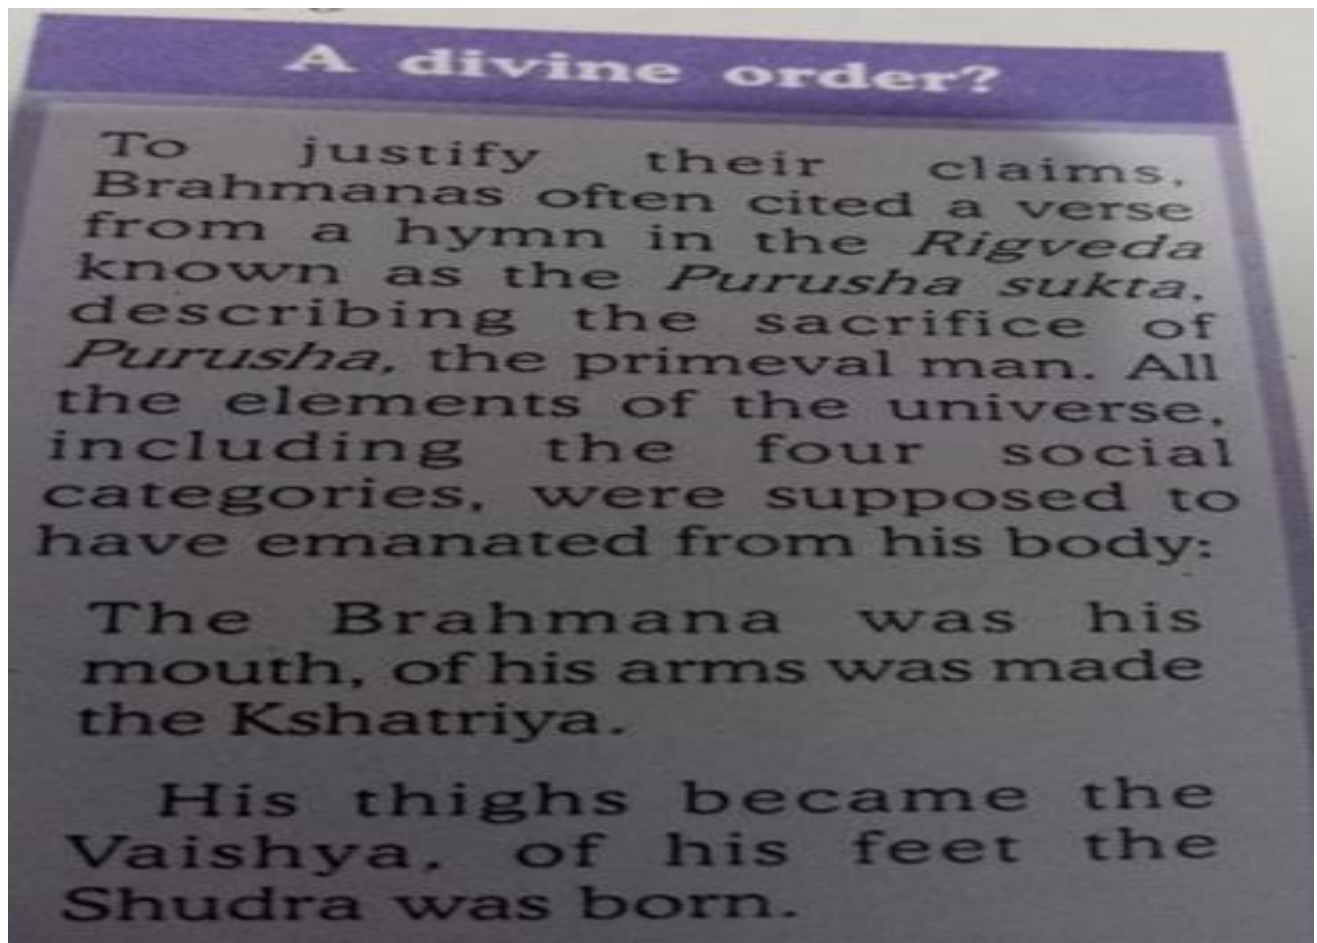 A divine order?
To justify their claims,
Brahmanas often cited a verse
from a hymn in the Rigveda
known as the Purusha sukta,
describing the sacrifice of
Purusha, the primeval man. All
the elements of the universe,
including the four social
categories, were supposed to
have emanated from his body:
The Brahmana was his
mouth, of his arms was made
the Kshatriya.
His thighs became the
Vaishya, of his feet the
Shudra was born.